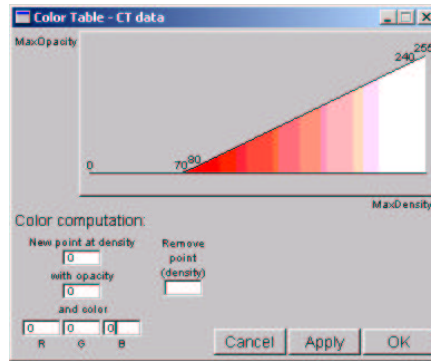 Color Table - CT data
MaxOpacity
255
240
80
70
0
MaxDensity
Color computation:
New point at density
0
with opacity
0
and color
0 0 0
R G B
Remove
point
(density)
Cancel Apply OK